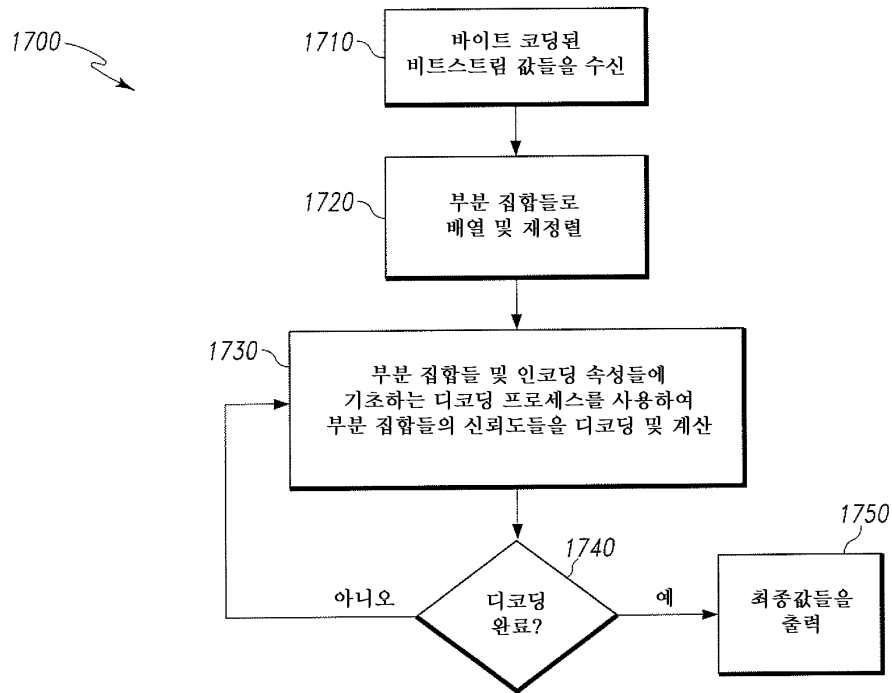 1700
1710
바이트 코딩된
비트스트림 값들을 수신
1720
부분 집합들로
배열 및 재정렬
1730
부분 집합들 및 인코딩 속성들에
기초하는 디코딩 프로세스를 사용하여
부분 집합들의 신뢰도들을 디코딩 및 계산
1740
디코딩
완료?
아니오
예
1750
최종값들을
출력